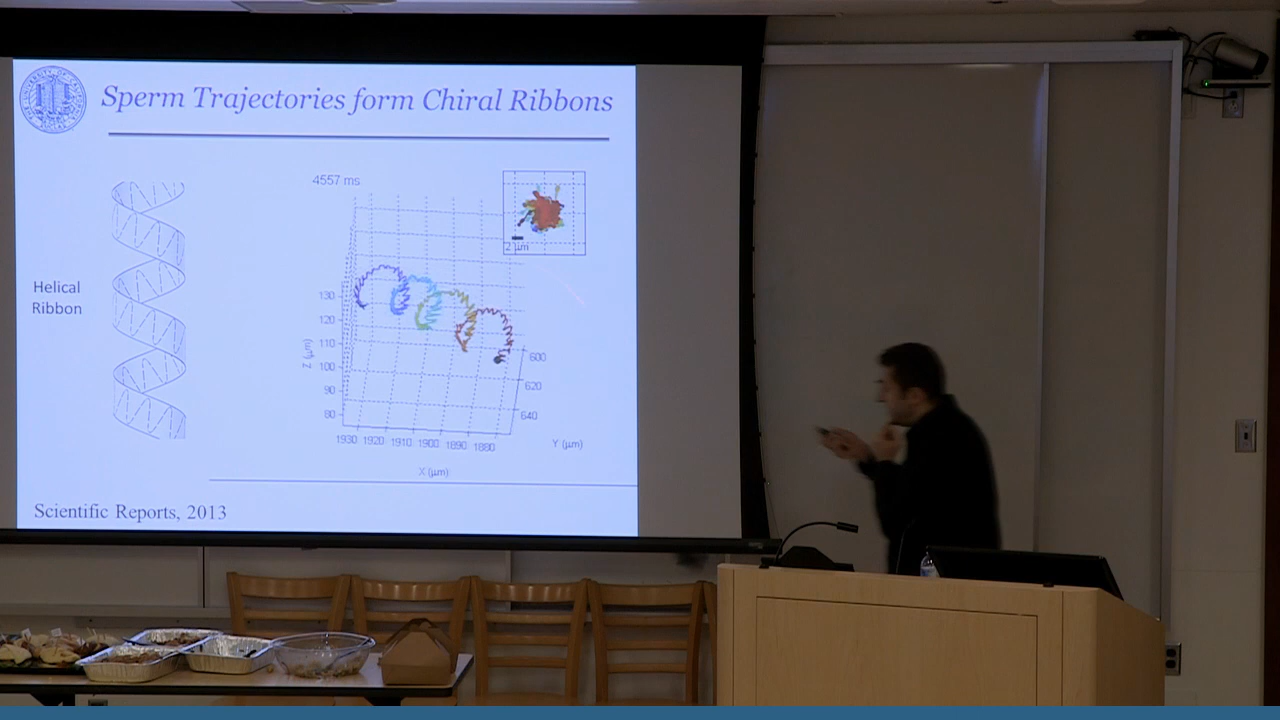 Sperm Trajectories form Chiral Ribbons
4557 ms
2 μm
Helical
Ribbon
130
120
110
100
90
80
Z (μm)
600
620
640
1930 1920 1910 1900 1890 1880
Y (μm)
X (μm)
Scientific Reports, 2013